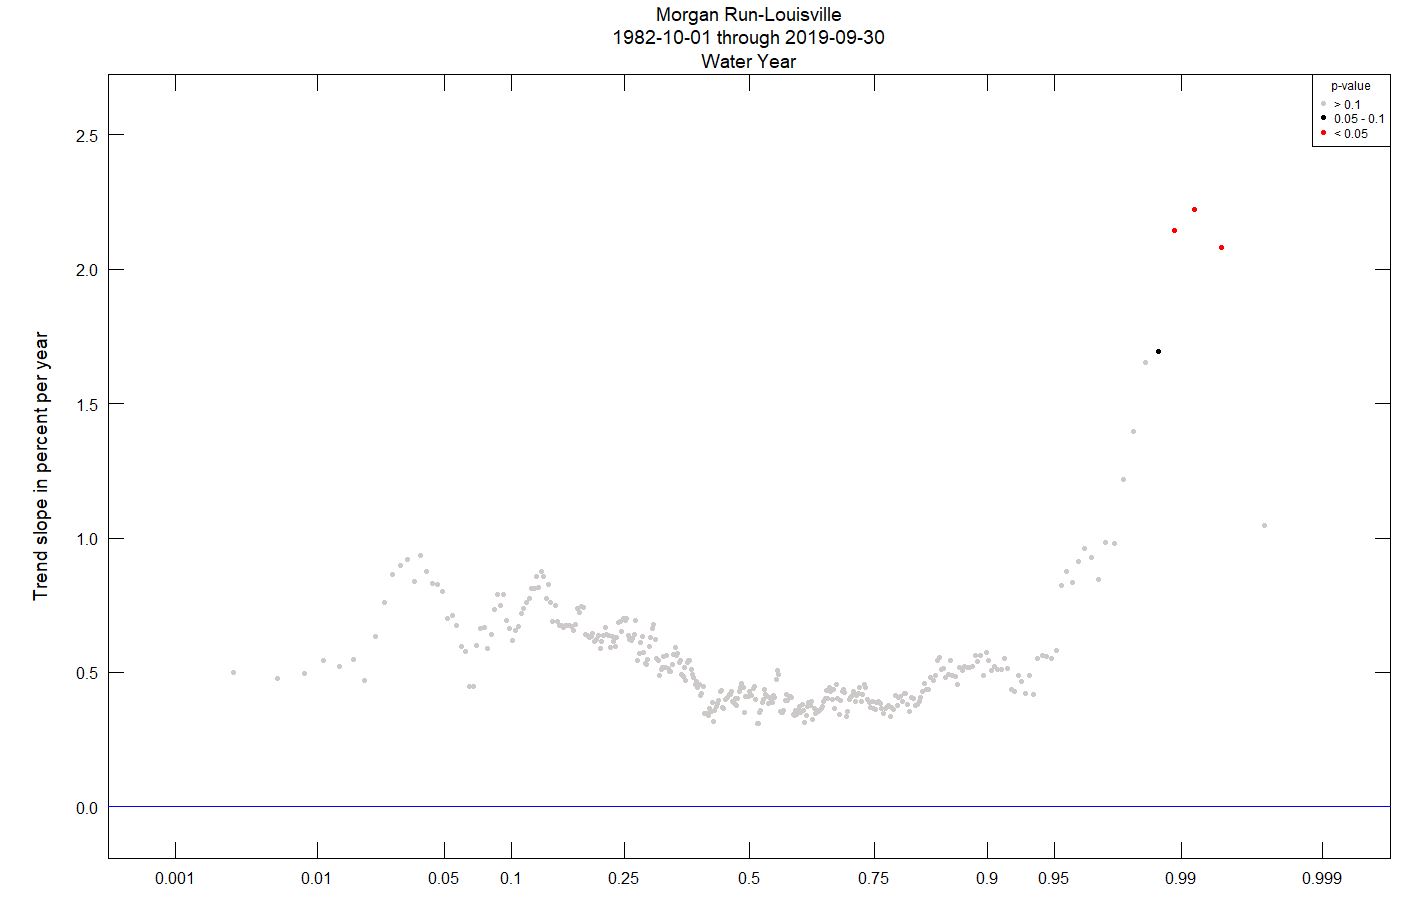 Morgan Run-Louisville
1982-10-01 through 2019-09-30
Water Year
p-value
> 0.1
0.05 - 0.1
< 0.05
Trend slope in percent per year
2.5
2.0
1.5
1.0
0.5
0.0
0.001 0.01 0.05 0.1 0.25 0.5 0.75 0.9 0.95 0.99 0.999